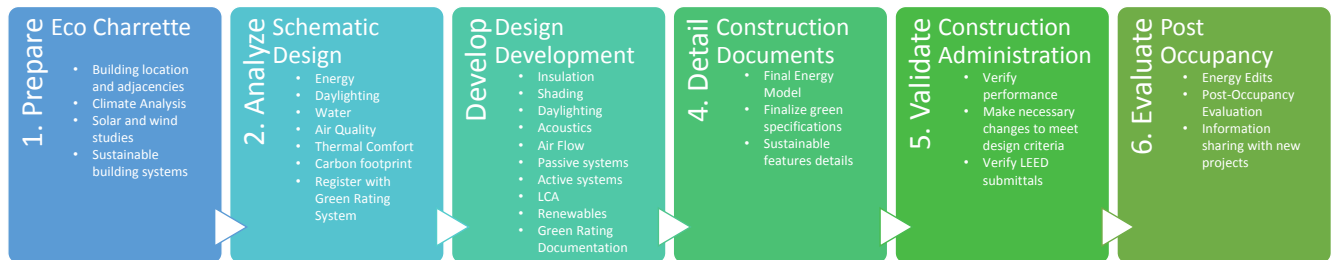 1. Prepare
Eco Charrette
• Building location
and adjacencies
• Climate Analysis
• Solar and wind
studies
• Sustainable
building systems
2. Analyze
Schematic
Design
• Energy
• Daylighting
• Water
• Air Quality
• Thermal Comfort
• Carbon footprint
• Register with
Green Rating
System
Develop
Design
Development
• Insulation
• Shading
• Daylighting
• Acoustics
• Air Flow
• Passive systems
• Active systems
• LCA
• Renewables
• Green Rating
Documentation
4. Detail
Construction
Documents
• Final Energy
Model
• Finalize green
specifications
• Sustainable
features details
5. Validate
Construction
Administration
• Verify
performance
• Make necessary
changes to meet
design criteria
• Verify LEED
submittals
6. Evaluate
Post
Occupancy
• Energy Edits
• Post-Occupancy
Evaluation
• Information
sharing with new
projects